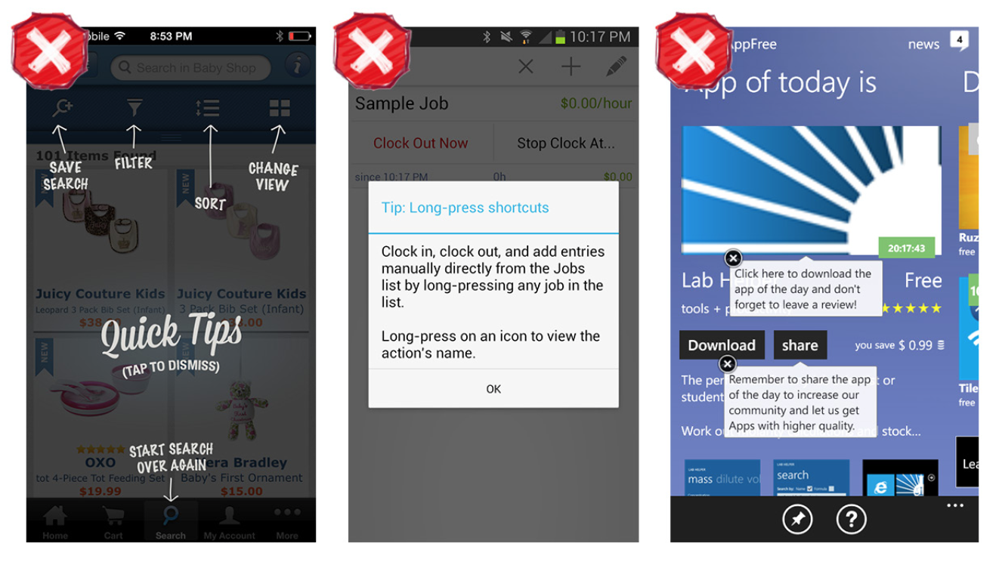 obile
8:53 PM
Search in Baby Shop
101 Items Found
SAVE
SEARCH
FILTER
SORT
CHANGE
VIEW
NEW
NEW
Juicy Couture Kids
Leopard 3 Pack Bib Set (Infant)
Juicy Couture Kids
3 Pack Bib Set (Infant)
Quick Tips
(TAP TO DISMISS)
NEW
START SEARCH
OVER AGAIN
OXO
tot 4-Piece Tot Feeding Set
$19.99
era Bradley
Baby's First Ornament
$15.00
Home
Cart
Search
My Account
More
10:17 PM
Sample Job
$0.00/hour
Clock Out Now
Stop Clock At...
since 10:17 PM
0h
$0.00
Tip: Long-press shortcuts
Clock in, clock out, and add entries
manually directly from the Jobs
list by long-pressing any job in the
list.
Long-press on an icon to view the
action's name.
OK
AppFree
news
4
App of today is
D
20:17:43
Click here to download the
app of the day and don't
forget to leave a review!
Lab
Free
tools +
Download
share
you save $ 0.99
Remember to share the app
of the day to increase our
community and let us get
Apps with higher quality.
The per
or
student
Work
and stock...
Ruz
free
Tile
free
Lea
LAB HELPER
mass dilute vol
LAB HELPER
search
Search by: Name Formula